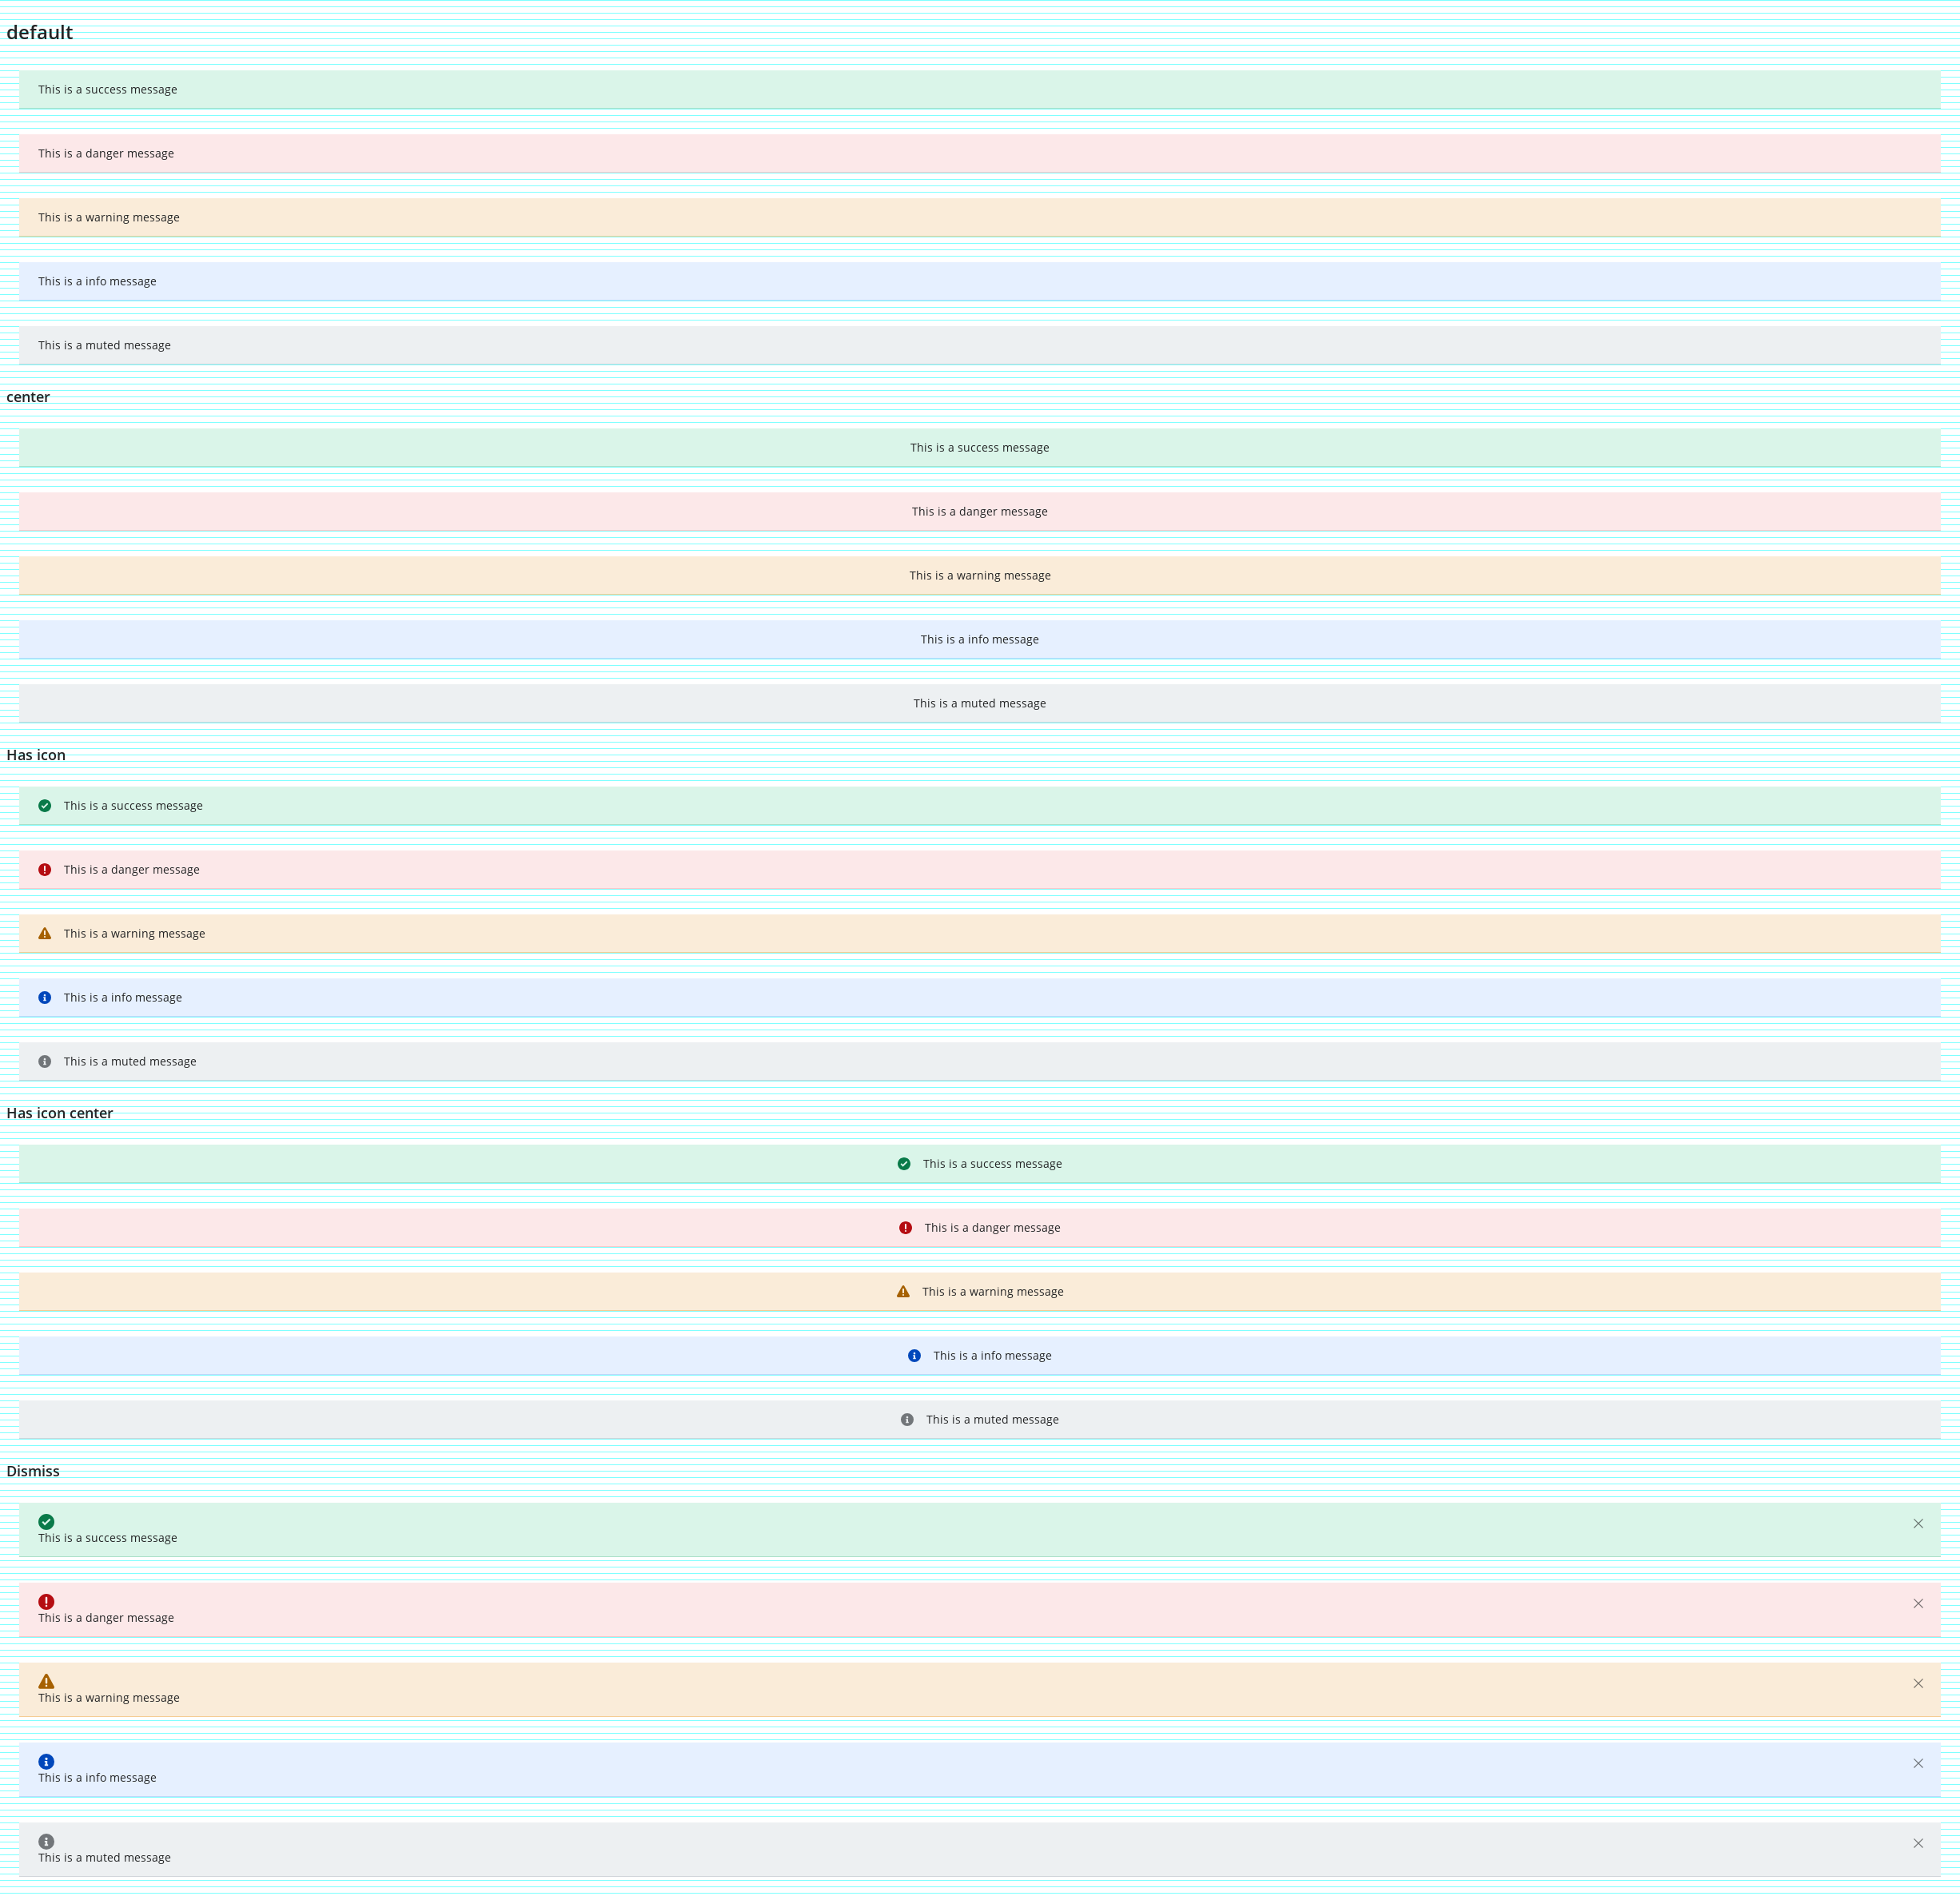 default
This is a success message
This is a danger message
This is a warning message
This is a info message
This is a muted message
center
This is a success message
This is a danger message
This is a warning message
This is a info message
This is a muted message
Has icon
This is a success message
This is a danger message
This is a warning message
This is a info message
This is a muted message
Has icon center
This is a success message
This is a danger message
This is a warning message
This is a info message
This is a muted message
Dismiss
This is a success message
This is a danger message
This is a warning message
This is a info message
This is a muted message